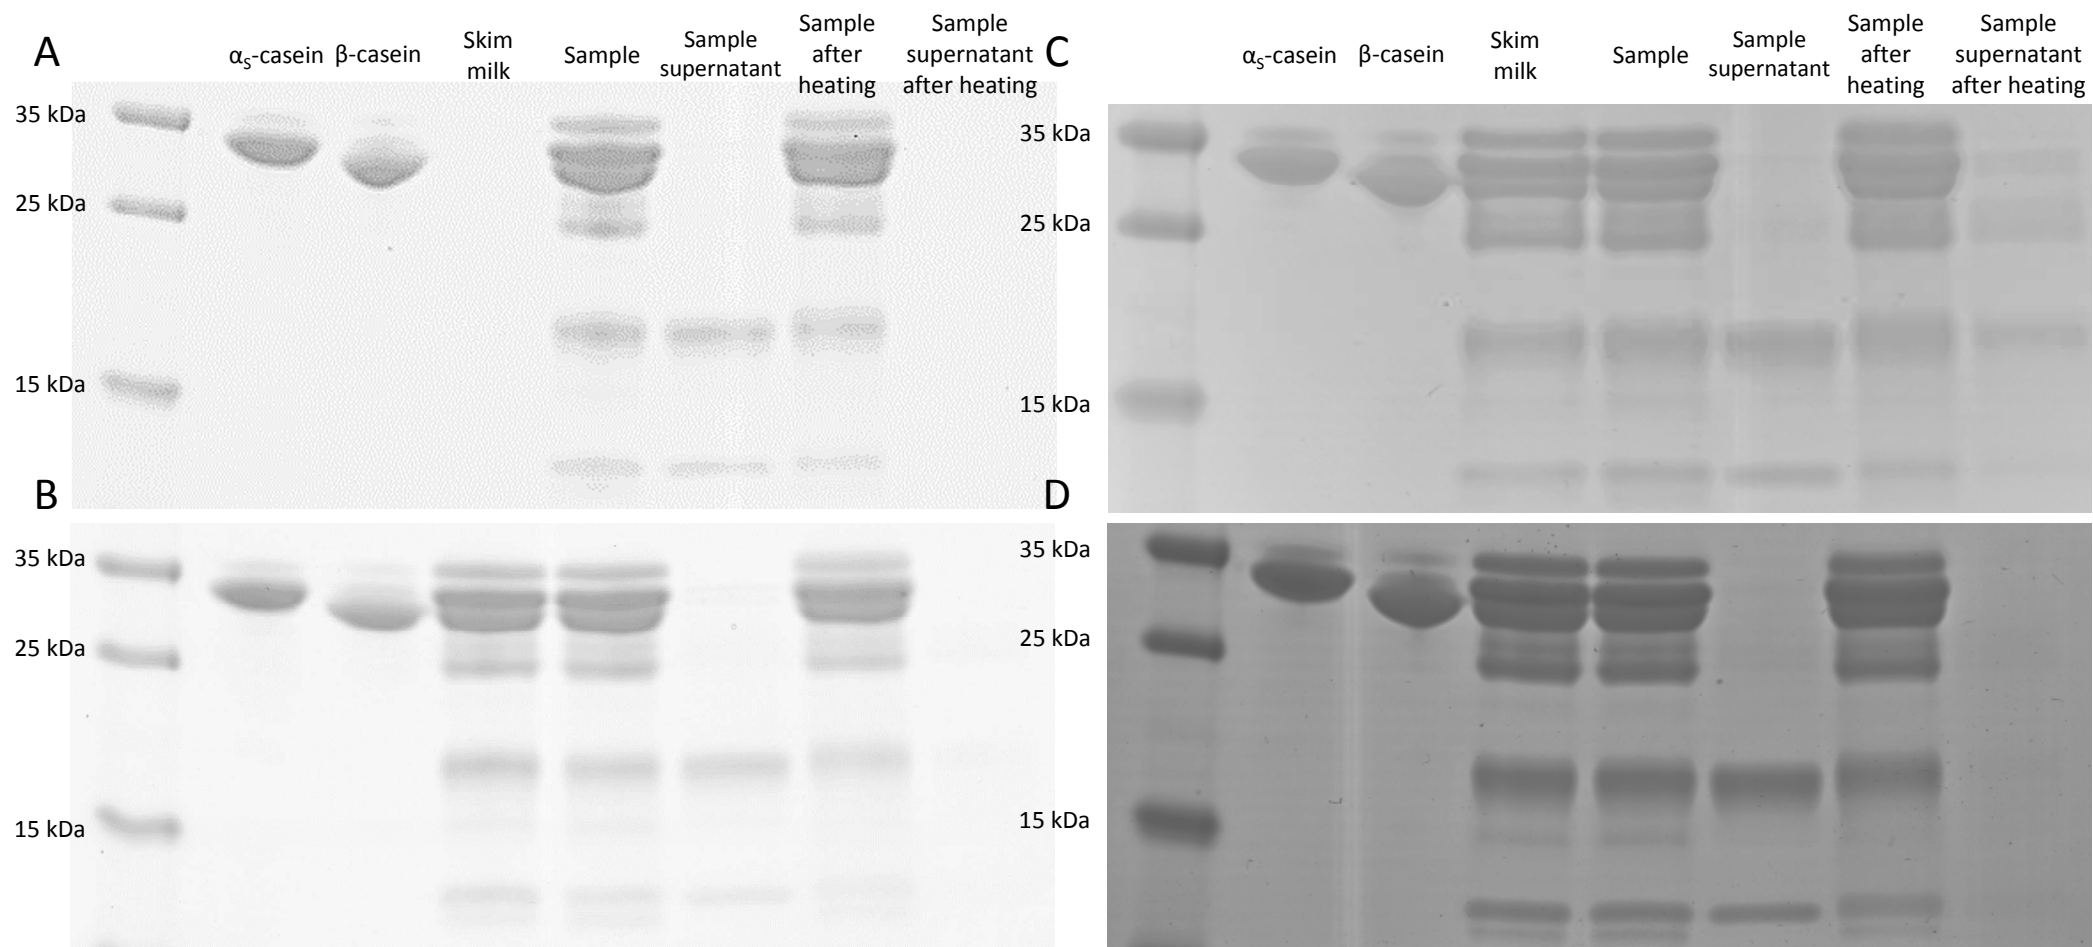 A
αS-casein
β-casein
Skim
milk
Sample
Sample
supernatant
Sample
after
heating
Sample
supernatant
after heating
35 kDa
25 kDa
15 kDa
B
35 kDa
25 kDa
15 kDa
C
αS-casein
β-casein
Skim
milk
Sample
Sample
supernatant
Sample
after
heating
Sample
supernatant
after heating
35 kDa
25 kDa
15 kDa
D
35 kDa
25 kDa
15 kDa